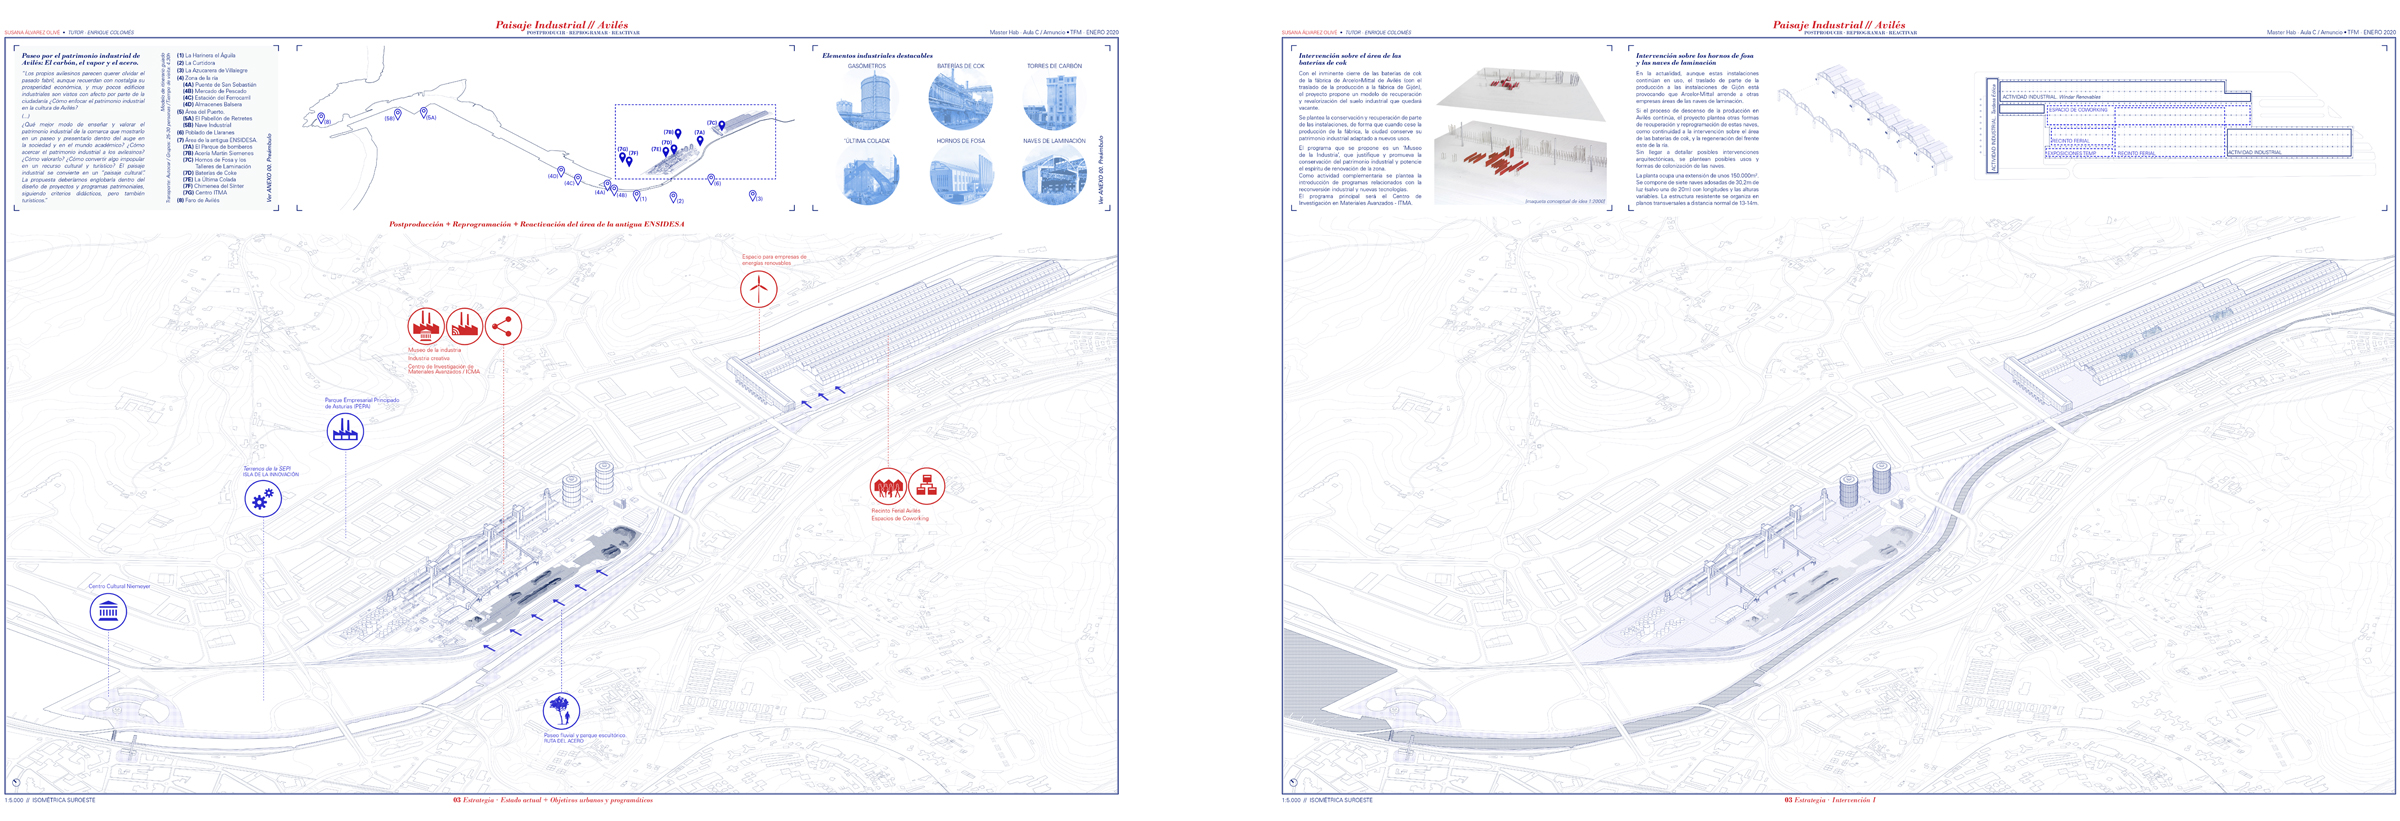 Paisaje Industrial // Avilés
POSTPRODUCIR · REPROGRAMAR · REACTIVAR
SUSANA ÁLVAREZ OLIVÉ • TUTOR · ENRIQUE COLOMÉS
Master Hab · Aula C / Amuncio • TFM · ENERO 2020
Paseo por el patrimonio industrial de
Avilés: El carbón, el vapor y el acero.
"Los propios avilesinos parecen querer olvidar el
pasado fabril, aunque recuerdan con nostalgia su
prosperidad económica, y muy pocos edificios
industriales son vistos con afecto por parte de la
ciudadanía ¿Cómo enfocar el patrimonio industrial
en la cultura de Avilés?
(...)
¿Qué mejor modo de enseñar y valorar el
patrimonio industrial de la comarca que mostrarlo
en un paseo y presentarlo dentro del auge en
la sociedad y en el mundo académico? ¿Cómo
acercar el patrimonio industrial a los avilesinos?
¿Cómo valorarlo? ¿Cómo convertir algo impopular
en un recurso cultural y turístico? El paisaje
industrial se convierte en un "paisaje cultural".
La propuesta deberíamos englobarla dentro del
diseño de proyectos y programas patrimoniales,
siguiendo criterios didácticos, pero también
turísticos."
(1) La Harinera el Águila
(2) La Curtidora
(3) La Azucarera de Villalegre
(4) Zona de la ría
(4A) Puente de San Sebastián
(4B) Mercado de Pescado
(4C) Estación del Ferrocarril
(4D) Almacenes Balsera
(5) Área del Puerto
(5A) El Pabellón de Remeros
(5B) Nave Industrial
(6) Poblado de Llaranes
(7) Área de la antigua ENSIDESA
(7A) El Parque de bomberos
(7B) Acería Martin Siemens
(7C) Hornos de Fosa y los
Talleres de Laminación
(7D) Baterías de Coke
(7E) La Última Colada
(7F) Chimenea del Sínter
(7G) Centro ITMA
(8) Faro de Avilés
Ver ANEXO 00. Preámbulo
(8)
(5B)
(5A)
(4D)
(4C)
(4A)
(4B)
(1)
(2)
(3)
(6)
(7G)
(7F)
(7B)
(7D)
(7E)
(7A)
(7C)
Elementos industriales destacables
GASÓMETROS
BATERÍAS DE COK
TORRES DE CARBÓN
"ÚLTIMA COLADA"
HORNOS DE FOSA
NAVES DE LAMINACIÓN
Ver ANEXO 00. Preámbulo
Postproducción + Reprogramación + Reactivación del área de la antigua ENSIDESA
Espacio para empresas de
energías renovables
Museo de la industria
Industria creativa
Centro de Investigación de
Materiales Avanzados / ICMA
Parque Empresarial Principado
de Asturias (PEPA)
Terrenos de la SEPI
ISLA DE LA INNOVACIÓN
Recinto Ferial Avilés
Espacios de Coworking
Centro Cultural Niemeyer
Paseo fluvial y parque escultórico.
RUTA DEL ACERO
1:5.000 // ISOMÉTRICA SUROESTE
03 Estrategia · Estado actual + Objetivos urbanos y programáticos
Paisaje Industrial // Avilés
POSTPRODUCIR · REPROGRAMAR · REACTIVAR
SUSANA ÁLVAREZ OLIVÉ • TUTOR · ENRIQUE COLOMÉS
Master Hab · Aula C / Amuncio • TFM · ENERO 2020
Intervención sobre el área de las
baterías de cok
Con el inminente cierre de las baterías de cok
de la fábrica de Arcelor-Mittal de Avilés (con el
traslado de la producción a la fábrica de Gijón),
el proyecto propone un modelo de recuperación
y revalorización del suelo industrial que quedará
vacante.
Se plantea la conservación y recuperación de parte
de las instalaciones, de forma que cuando cese la
producción de la fábrica, la ciudad conserve su
patrimonio industrial adaptado a nuevos usos.
El programa que se propone es un 'Museo
de la Industria', que justifique y promueva la
conservación del patrimonio industrial y potencie
el espíritu de renovación de la zona.
Como actividad complementaria se plantea la
introducción de programas relacionados con la
reconversión industrial y nuevas tecnologías.
El programa principal será el Centro de
Investigación en Materiales Avanzados - ITMA.
(maqueta conceptual de idea 1:2000)
Intervención sobre los hornos de fosa
y las naves de laminación
En la actualidad, aunque estas instalaciones
continúan en uso, el traslado de parte de la
producción a las instalaciones de Gijón está
provocando que Arcelor-Mittal arriende a otras
empresas áreas de las naves de laminación.
Si el proceso de descenso de la producción en
Avilés continúa, el proyecto plantea otras formas
de recuperación y reprogramación de estas naves,
como continuidad a la intervención sobre el área
de las baterías de cok, y la regeneración del frente
este de la ría.
Sin llegar a detallar posibles intervenciones
arquitectónicas, se plantean posibles usos y
formas de colonización de las naves.
La planta ocupa una extensión de unos 150.000m².
Se compone de siete naves adosadas de 30,2m de
luz (salvo una de 20m) con longitudes y las alturas
variables. La estructura resistente se organiza en
planos transversales a distancia normal de 13-14m.
ACTIVIDAD INDUSTRIAL
ACTIVIDAD INDUSTRIAL
ESPACIO DE COWORKING
RECINTO FERIAL
EXPOSICIONES TEMP.
RECINTO FERIAL
ACTIVIDAD INDUSTRIAL
1:5.000 // ISOMÉTRICA SUROESTE
03 Estrategia · Intervención 1